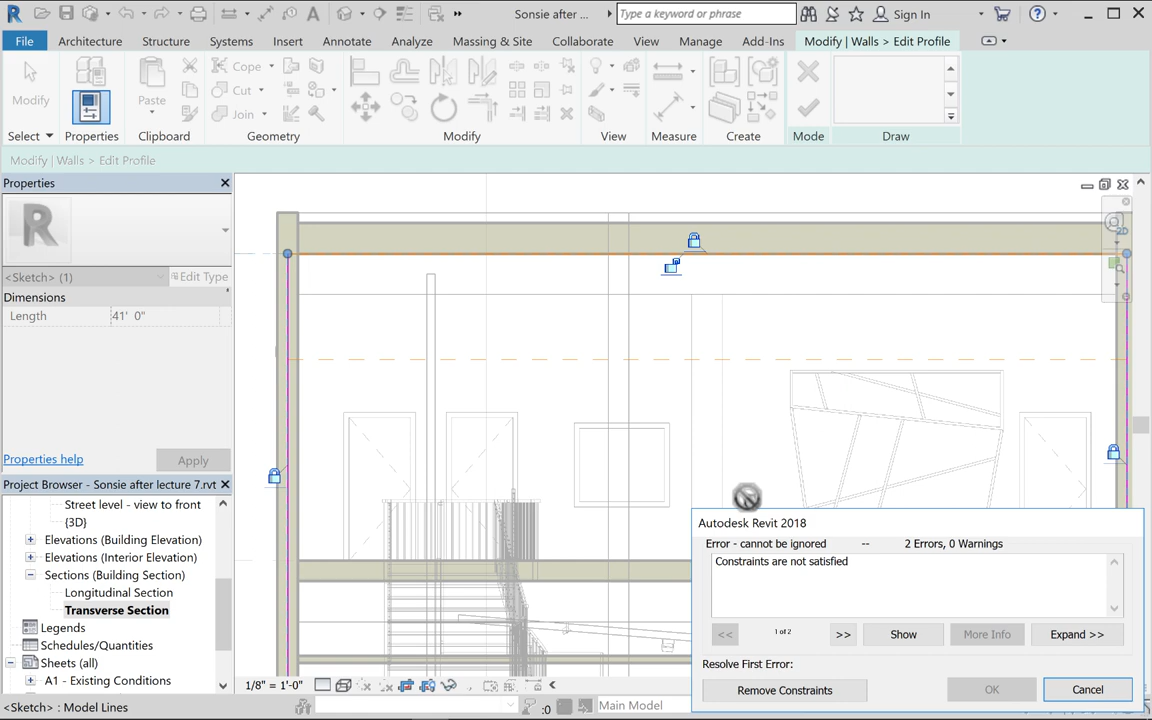 Sonsie after ...
Type a keyword or phrase
Sign In
File
Architecture
Structure
Systems
Insert
Annotate
Analyze
Massing & Site
Collaborate
View
Manage
Add-Ins
Modify | Walls > Edit Profile
Modify
Paste
Cope
Cut
Join
Select
Properties
Clipboard
Geometry
Modify
View
Measure
Create
Mode
Draw
Modify | Walls > Edit Profile
Properties
<Sketch> (1)
Edit Type
Dimensions
Length
41' 0"
Properties help
Apply
Project Browser - Sonsie after lecture 7.rvt
Street level - view to front
{3D}
Elevations (Building Elevation)
Elevations (Interior Elevation)
Sections (Building Section)
Longitudinal Section
Transverse Section
Legends
Schedules/Quantities
Sheets (all)
A1 - Existing Conditions
2D
Autodesk Revit 2018
Error - cannot be ignored -- 2 Errors, 0 Warnings
Constraints are not satisfied
<<
1 of 2
>>
Show
More Info
Expand >>
Resolve First Error:
Remove Constraints
OK
Cancel
1/8" = 1'-0"
<Sketch> : Model Lines
:0
Main Model